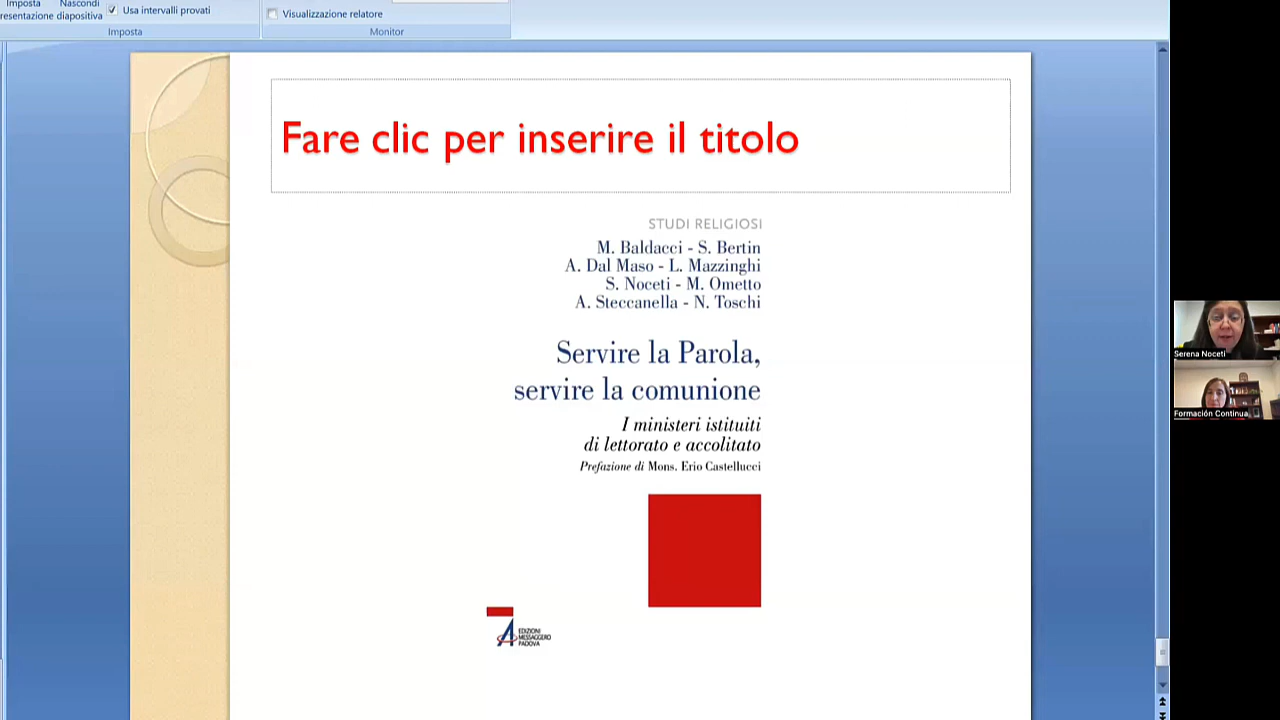 Imposta
Nascondi
resentazione diapositiva
Usa intervalli provati
Imposta
Visualizzazione relatore
Monitor
Fare clic per inserire il titolo
STUDI RELIGIOSI
M. Baldacci - S. Bertin
A. Dal Maso - L. Mazzinghi
S. Noceti - M. Ometto
A. Steccanella - N. Toschi
Servire la Parola,
servire la comunione
I ministeri istituiti
di lettorato e accolitato
Prefazione di Mons. Erio Castellucci
EDIZIONI
MESSAGGERO
PADOVA
Serena Noceti
Formación Continua